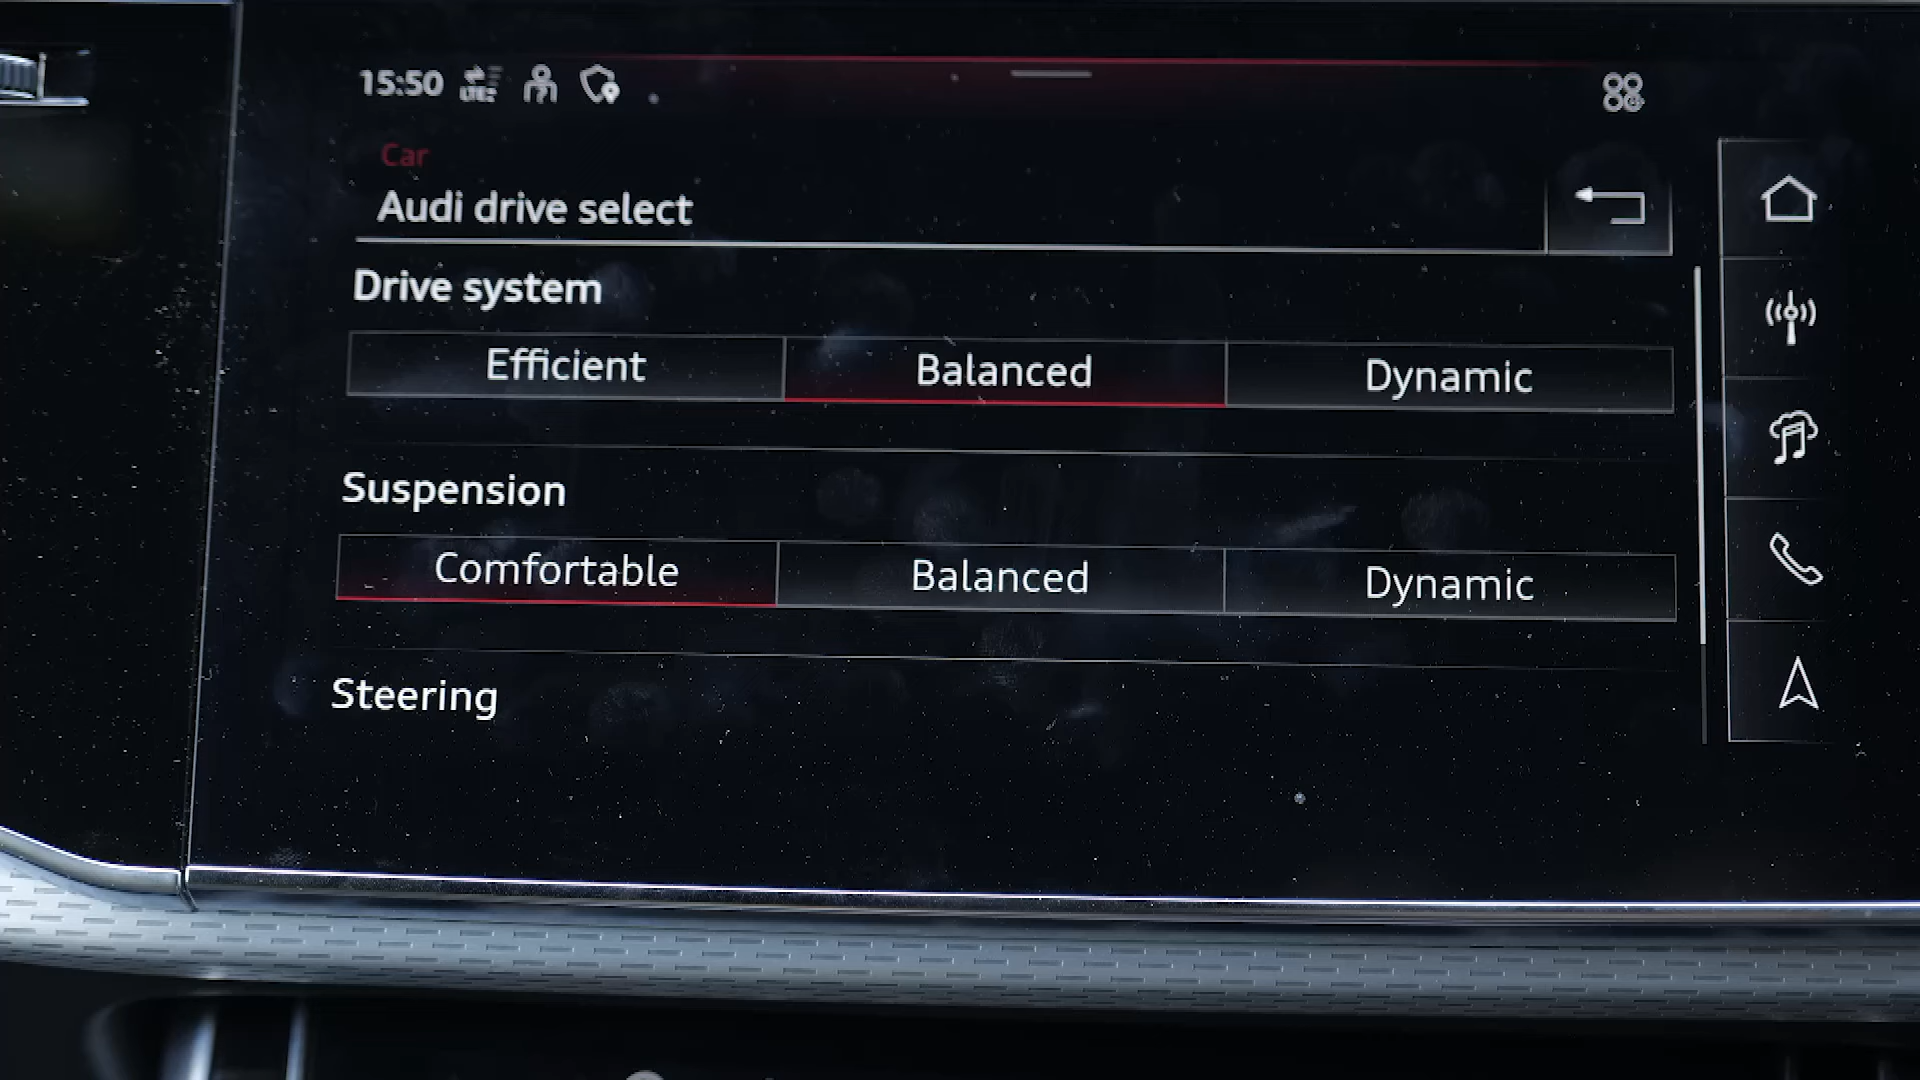 15:50
Car
Audi drive select
Drive system
Efficient Balanced Dynamic
Suspension
Comfortable Balanced Dynamic
Steering